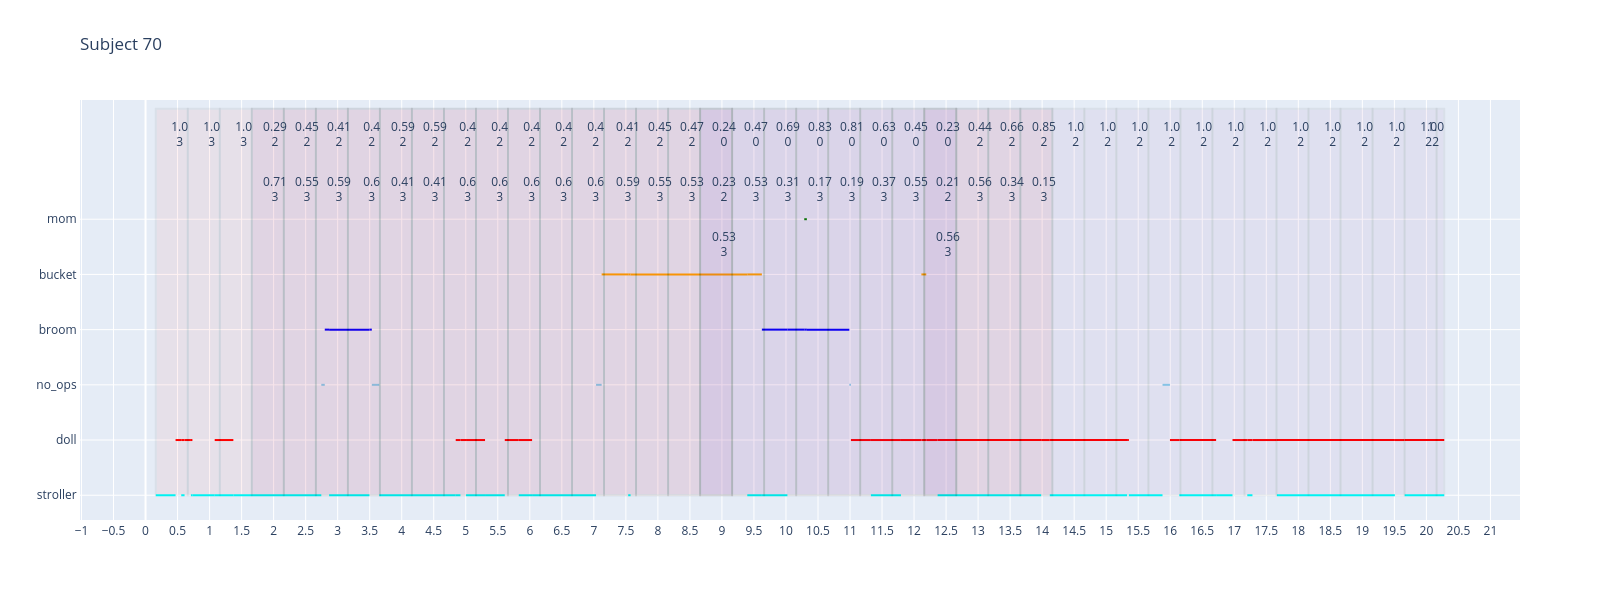 Subject 70
1.0 1.0 1.0 0.29 0.45 0.41 0.4 0.59 0.59 0.4 0.4 0.4 0.4 0.4 0.41 0.45 0.47 0.24 0.47 0.69 0.83 0.81 0.63 0.45 0.23 0.44 0.66 0.85 1.0 1.0 1.0 1.0 1.0 1.0 1.0 1.0 1.0 1.0 1.0 1.0 1.0
3 3 3 2 2 2 2 2 2 2 2 2 2 2 2 2 2 0 0 0 0 0 0 0 0 2 2 2 2 2 2 2 2 2 2 2 2 2 2 2 2
0.71 0.55 0.59 0.6 0.41 0.41 0.6 0.6 0.6 0.6 0.6 0.59 0.55 0.53 0.23 0.53 0.31 0.17 0.19 0.37 0.55 0.21 0.56 0.34 0.15
3 3 3 3 3 3 3 3 3 3 3 3 3 3 2 3 3 3 3 3 3 2 3 3 3
mom
0.53 0.56
3 3
bucket
broom
no_ops
doll
stroller
−1 −0.5 0 0.5 1 1.5 2 2.5 3 3.5 4 4.5 5 5.5 6 6.5 7 7.5 8 8.5 9 9.5 10 10.5 11 11.5 12 12.5 13 13.5 14 14.5 15 15.5 16 16.5 17 17.5 18 18.5 19 19.5 20 20.5 21